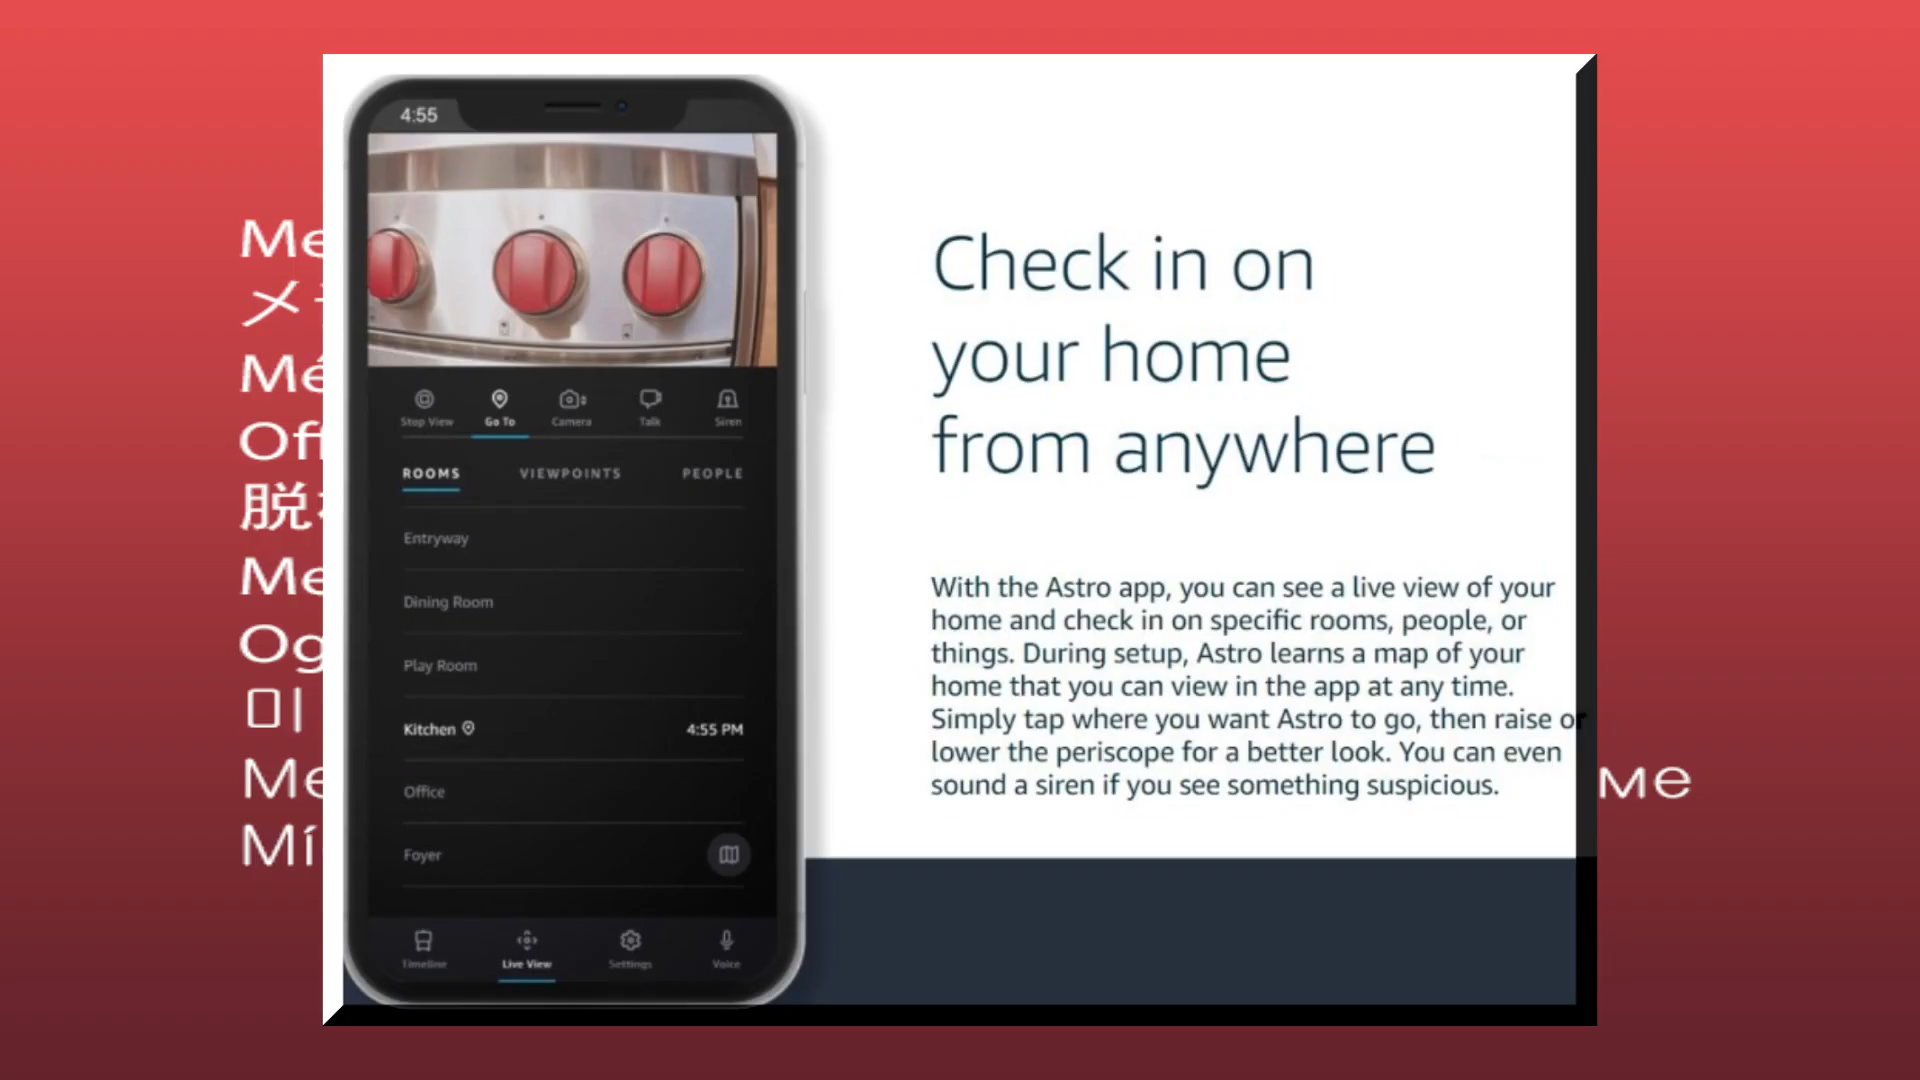 4:55
Stop View
Go To
Camera
Talk
Siren
ROOMS
VIEWPOINTS
PEOPLE
Entryway
Dining Room
Play Room
Kitchen
4:55 PM
Office
Foyer
Timeline
Live View
Settings
Voice
Check in on
your home
from anywhere
With the Astro app, you can see a live view of your
home and check in on specific rooms, people, or
things. During setup, Astro learns a map of your
home that you can view in the app at any time.
Simply tap where you want Astro to go, then raise or
lower the periscope for a better look. You can even
sound a siren if you see something suspicious.